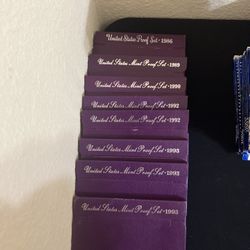 United States Proof Set - 1986
United States Mint Proof Set - 1989
United States Mint Proof Set - 1990
United States Mint Proof Set - 1992
United States Mint Proof Set - 1992
United States Mint Proof Set - 1993
United States Mint Proof Set - 1993
United States Mint Proof Set - 1993